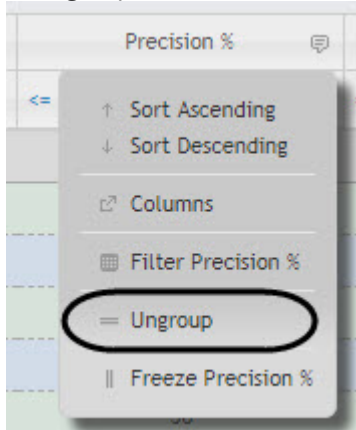 Precision %
<=
Sort Ascending
Sort Descending
Columns
Filter Precision %
Ungroup
Freeze Precision %